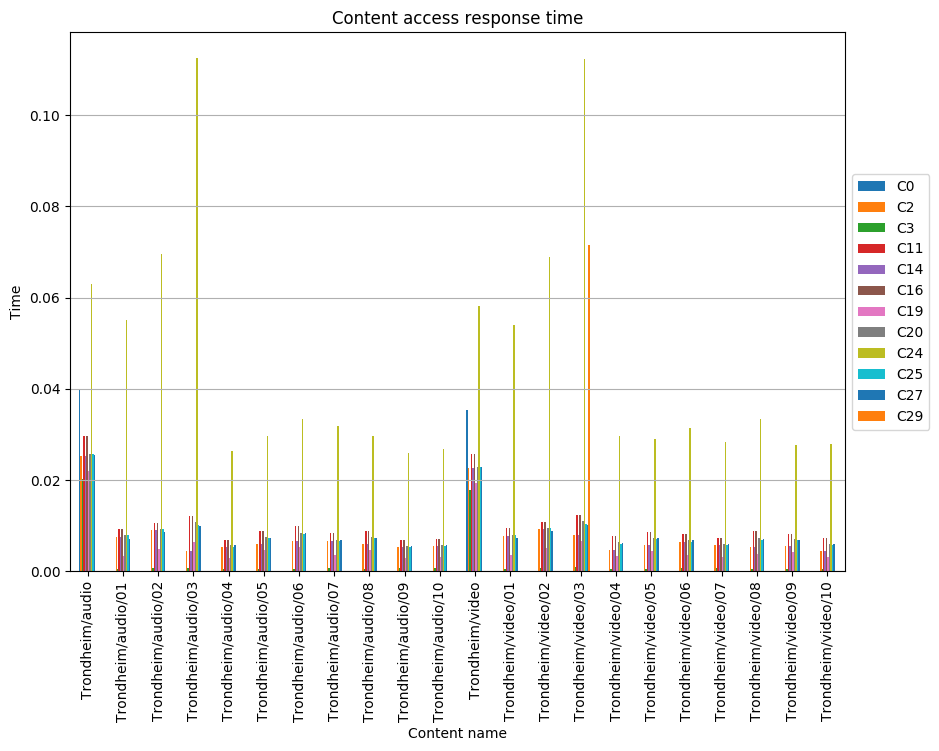 Content access response time
Time
0.10
0.08
0.06
0.04
0.02
0.00
C0
C2
C3
C11
C14
C16
C19
C20
C24
C25
C27
C29
Trondheim/audio
Trondheim/audio/01
Trondheim/audio/02
Trondheim/audio/03
Trondheim/audio/04
Trondheim/audio/05
Trondheim/audio/06
Trondheim/audio/07
Trondheim/audio/08
Trondheim/audio/09
Trondheim/audio/10
Trondheim/video
Trondheim/video/01
Trondheim/video/02
Trondheim/video/03
Trondheim/video/04
Trondheim/video/05
Trondheim/video/06
Trondheim/video/07
Trondheim/video/08
Trondheim/video/09
Trondheim/video/10
Content name